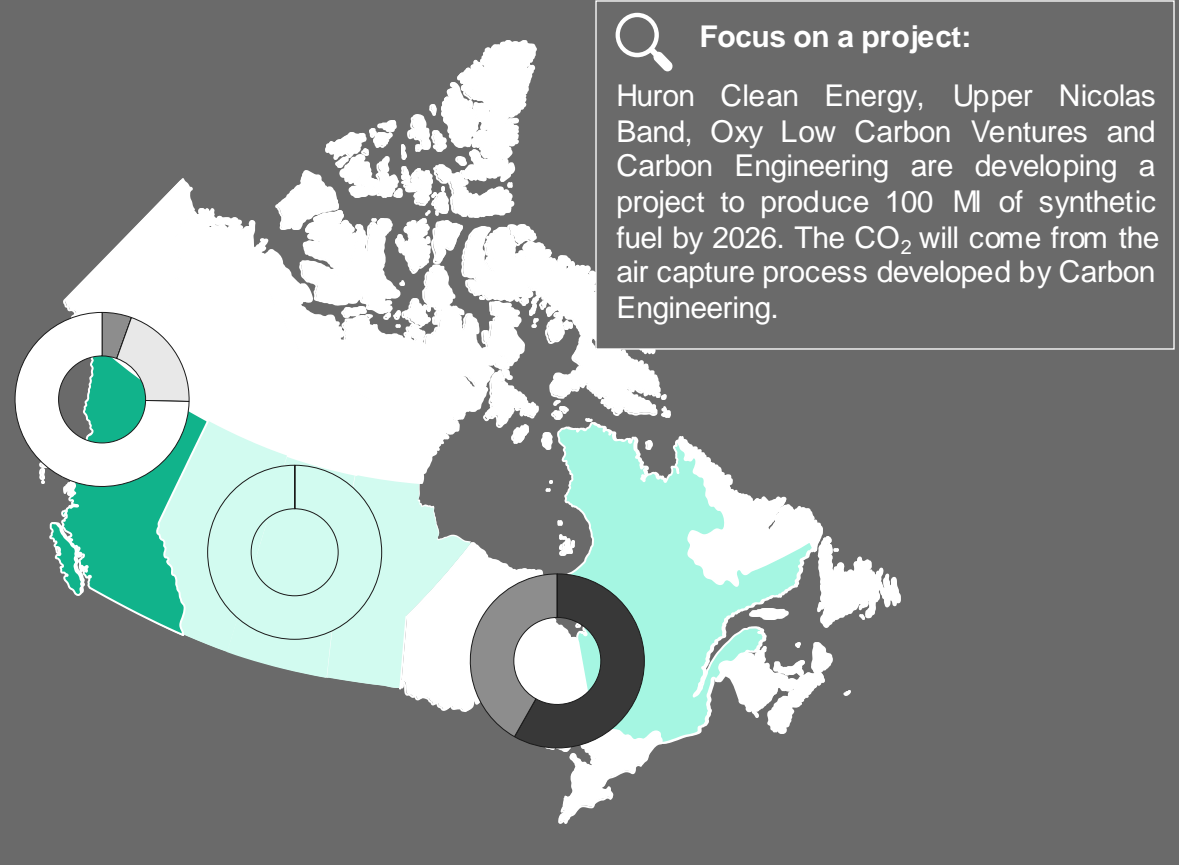 Focus on a project:
Huron Clean Energy, Upper Nicolas
Band, Oxy Low Carbon Ventures and
Carbon Engineering are developing a
project to produce 100 Ml of synthetic
fuel by 2026. The CO₂ will come from the
air capture process developed by Carbon
Engineering.